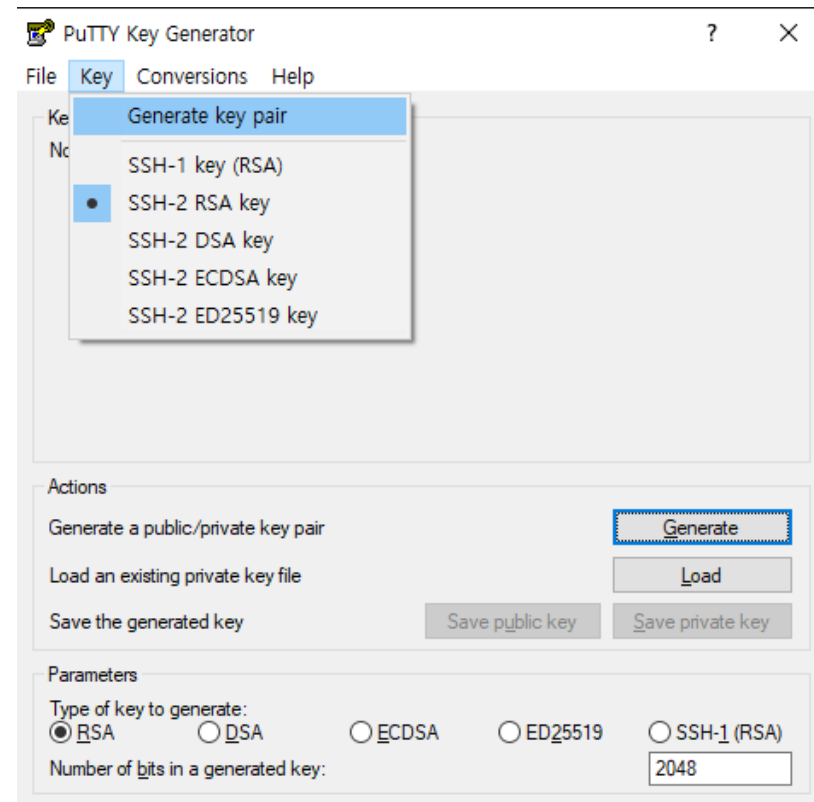 PuTTY Key Generator ?
File Key Conversions Help
Ke
Generate key pair
No
SSH-1 key (RSA)
SSH-2 RSA key
SSH-2 DSA key
SSH-2 ECDSA key
SSH-2 ED25519 key
Actions
Generate a public/private key pair Generate
Load an existing private key file Load
Save the generated key Save public key Save private key
Parameters
Type of key to generate:
RSA DSA ECDSA ED25519 SSH-1 (RSA)
Number of bits in a generated key: 2048